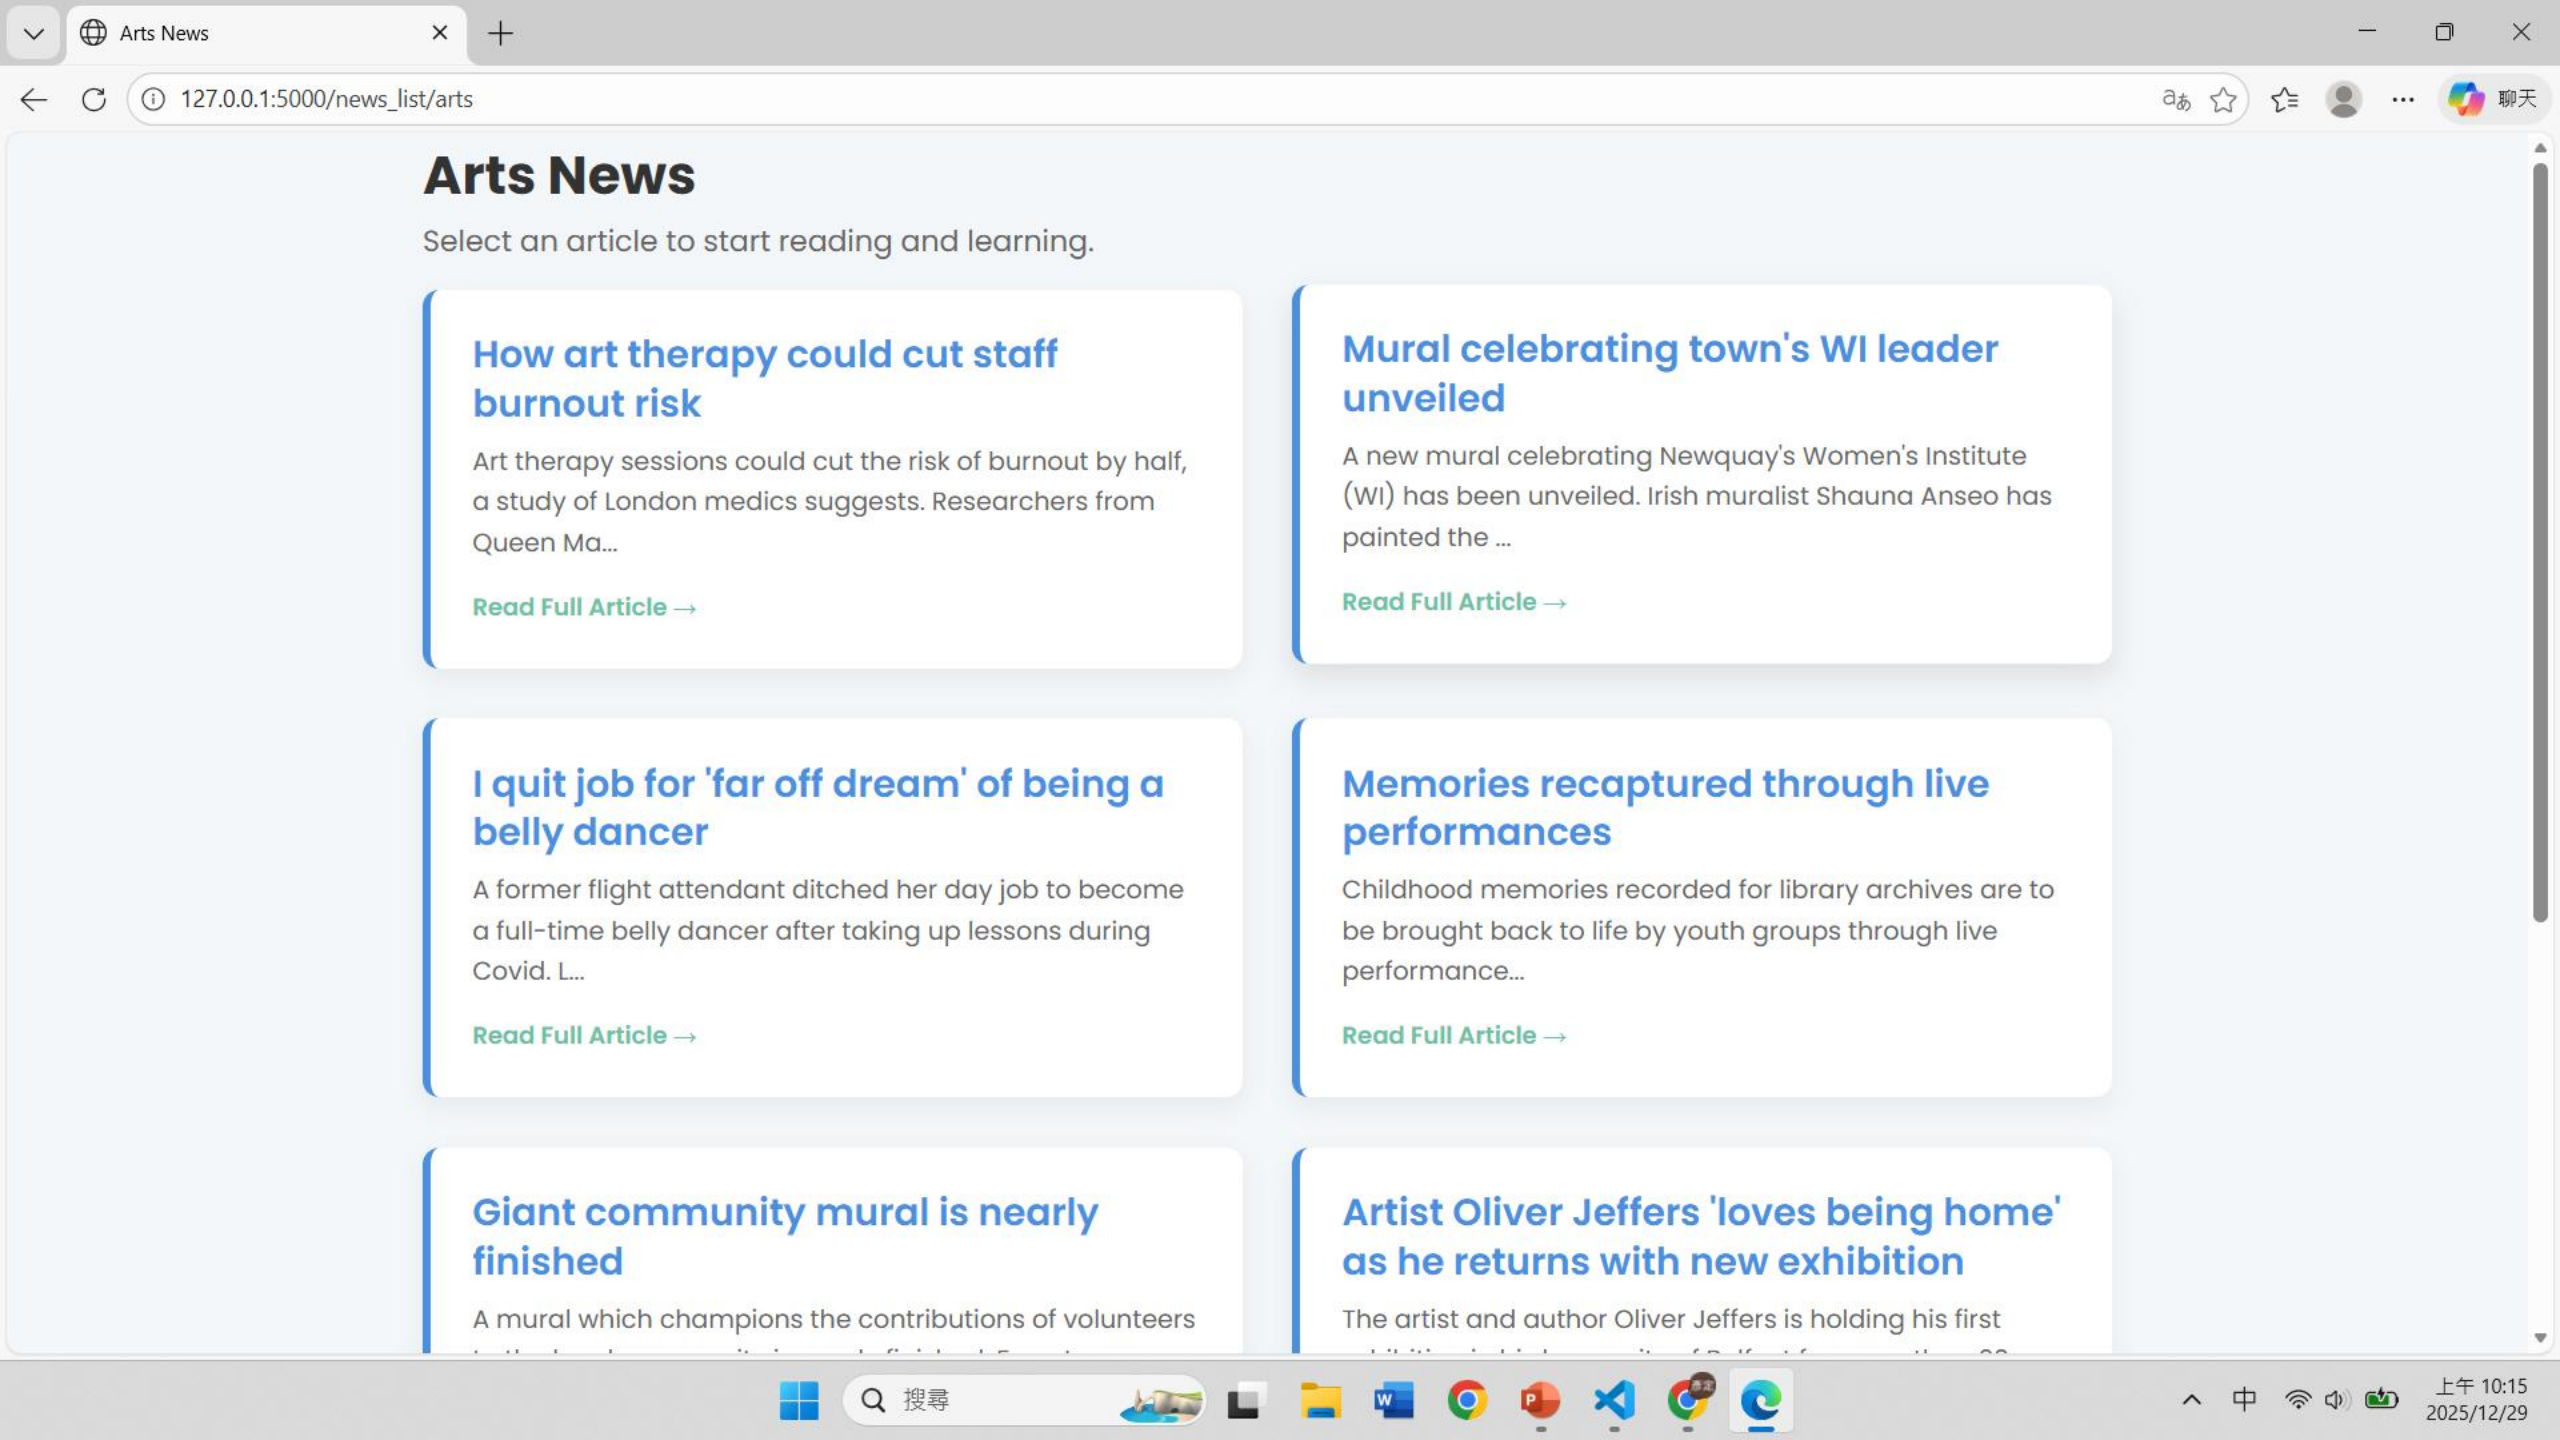 Arts News
127.0.0.1:5000/news_list/arts
聊天
Arts News
Select an article to start reading and learning.
How art therapy could cut staff
burnout risk
Art therapy sessions could cut the risk of burnout by half,
a study of London medics suggests. Researchers from
Queen Ma...
Read Full Article →
Mural celebrating town's WI leader
unveiled
A new mural celebrating Newquay's Women's Institute
(WI) has been unveiled. Irish muralist Shauna Anseo has
painted the ...
Read Full Article →
I quit job for 'far off dream' of being a
belly dancer
A former flight attendant ditched her day job to become
a full-time belly dancer after taking up lessons during
Covid. L...
Read Full Article →
Memories recaptured through live
performances
Childhood memories recorded for library archives are to
be brought back to life by youth groups through live
performance...
Read Full Article →
Giant community mural is nearly
finished
A mural which champions the contributions of volunteers
Artist Oliver Jeffers 'loves being home'
as he returns with new exhibition
The artist and author Oliver Jeffers is holding his first
搜尋
中
上午 10:15
2025/12/29